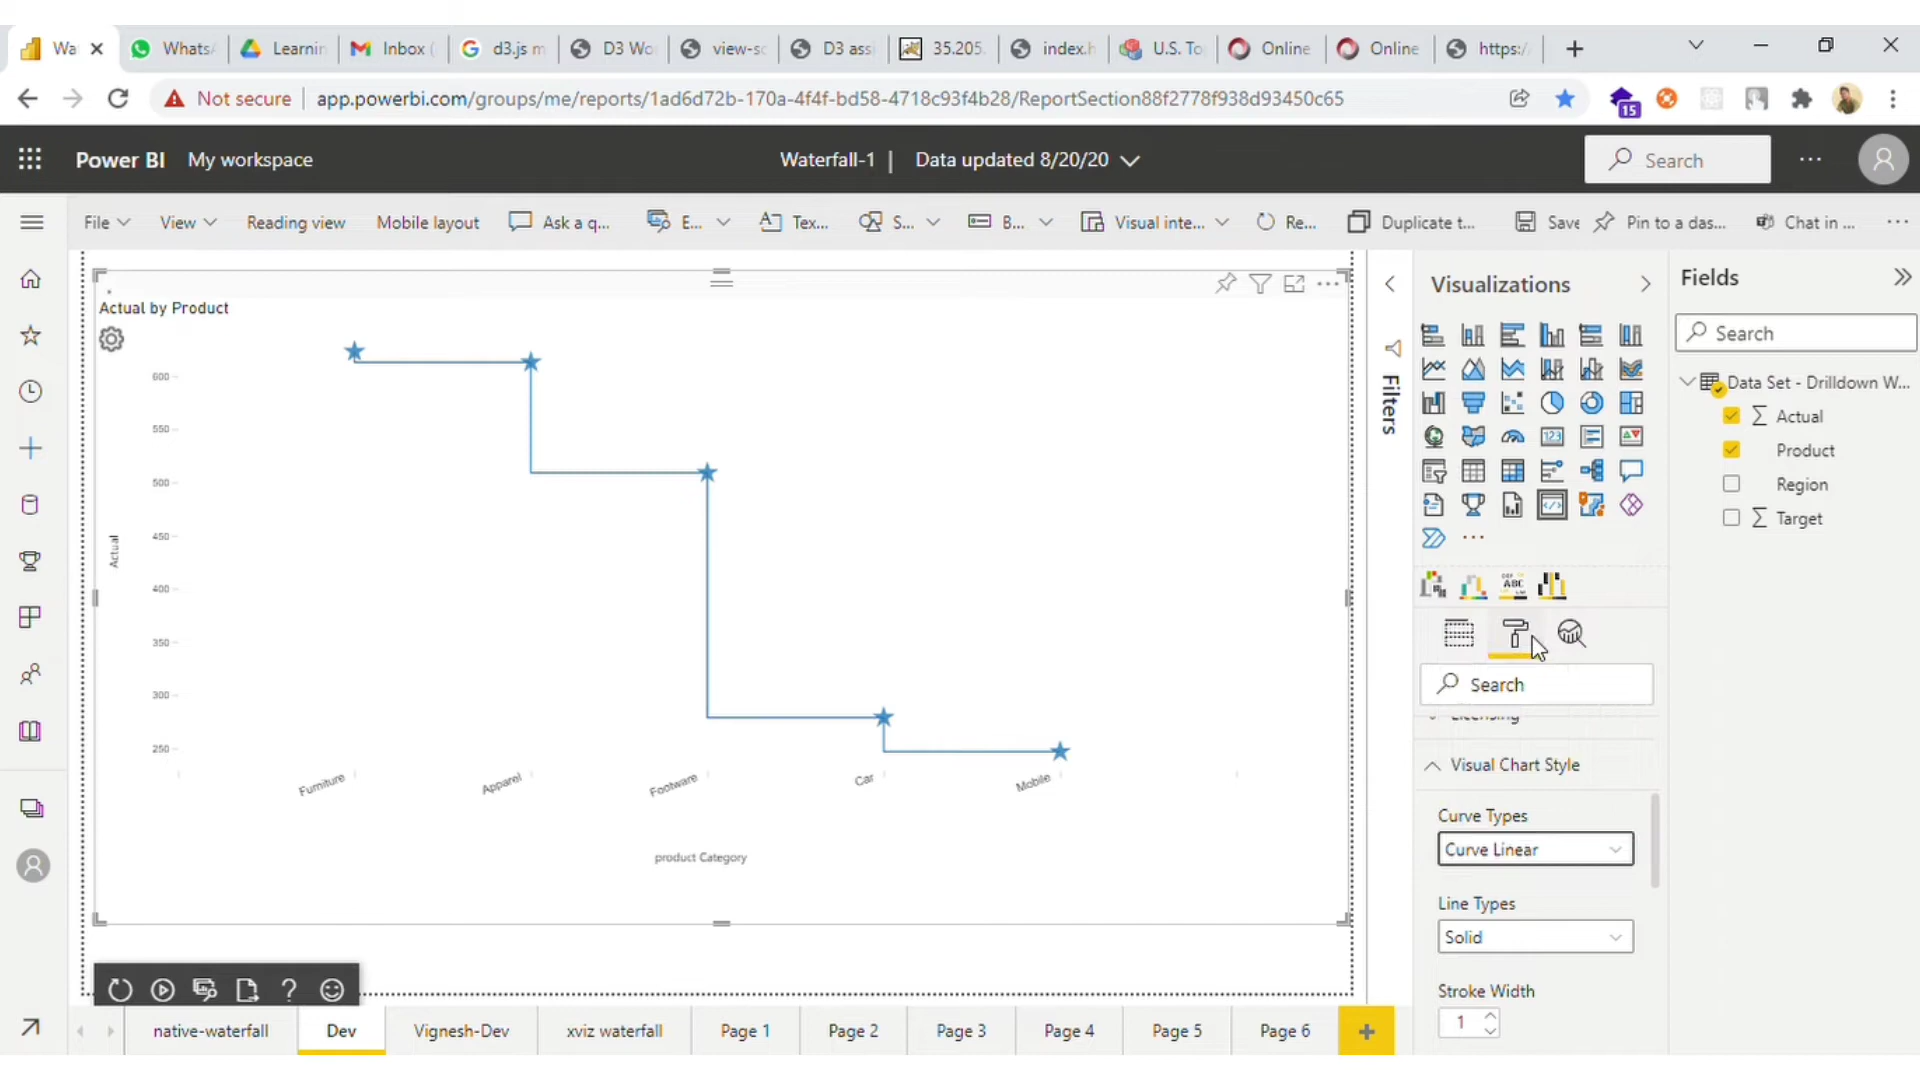 Wa
Whats
Learnin
Inbox (
d3.js m
D3 Wo
view-so
D3 ass
35.205.
index.h
U.S. To
Online
Online
https:/
Not secure
app.powerbi.com/groups/me/reports/1ad6d72b-170a-4f4f-bd58-4718c93f4b28/ReportSection88f2778f938d93450c65
15
Power BI
My workspace
Waterfall-1 | Data updated 8/20/20
Search
File
View
Reading view
Mobile layout
Ask a q...
E...
Tex...
S...
B...
Visual inte...
Re...
Duplicate t...
Save
Pin to a das...
Chat in ...
Actual by Product
600
550
500
450
400
350
300
250
Actual
Furniture
Apparel
Footware
Car
Mobile
product Category
Filters
Visualizations
123
ABC
Search
Licensing
Visual Chart Style
Curve Types
Curve Linear
Line Types
Solid
Stroke Width
1
Fields
Search
Data Set - Drilldown W...
Actual
Product
Region
Target
native-waterfall
Dev
Vignesh-Dev
xviz waterfall
Page 1
Page 2
Page 3
Page 4
Page 5
Page 6